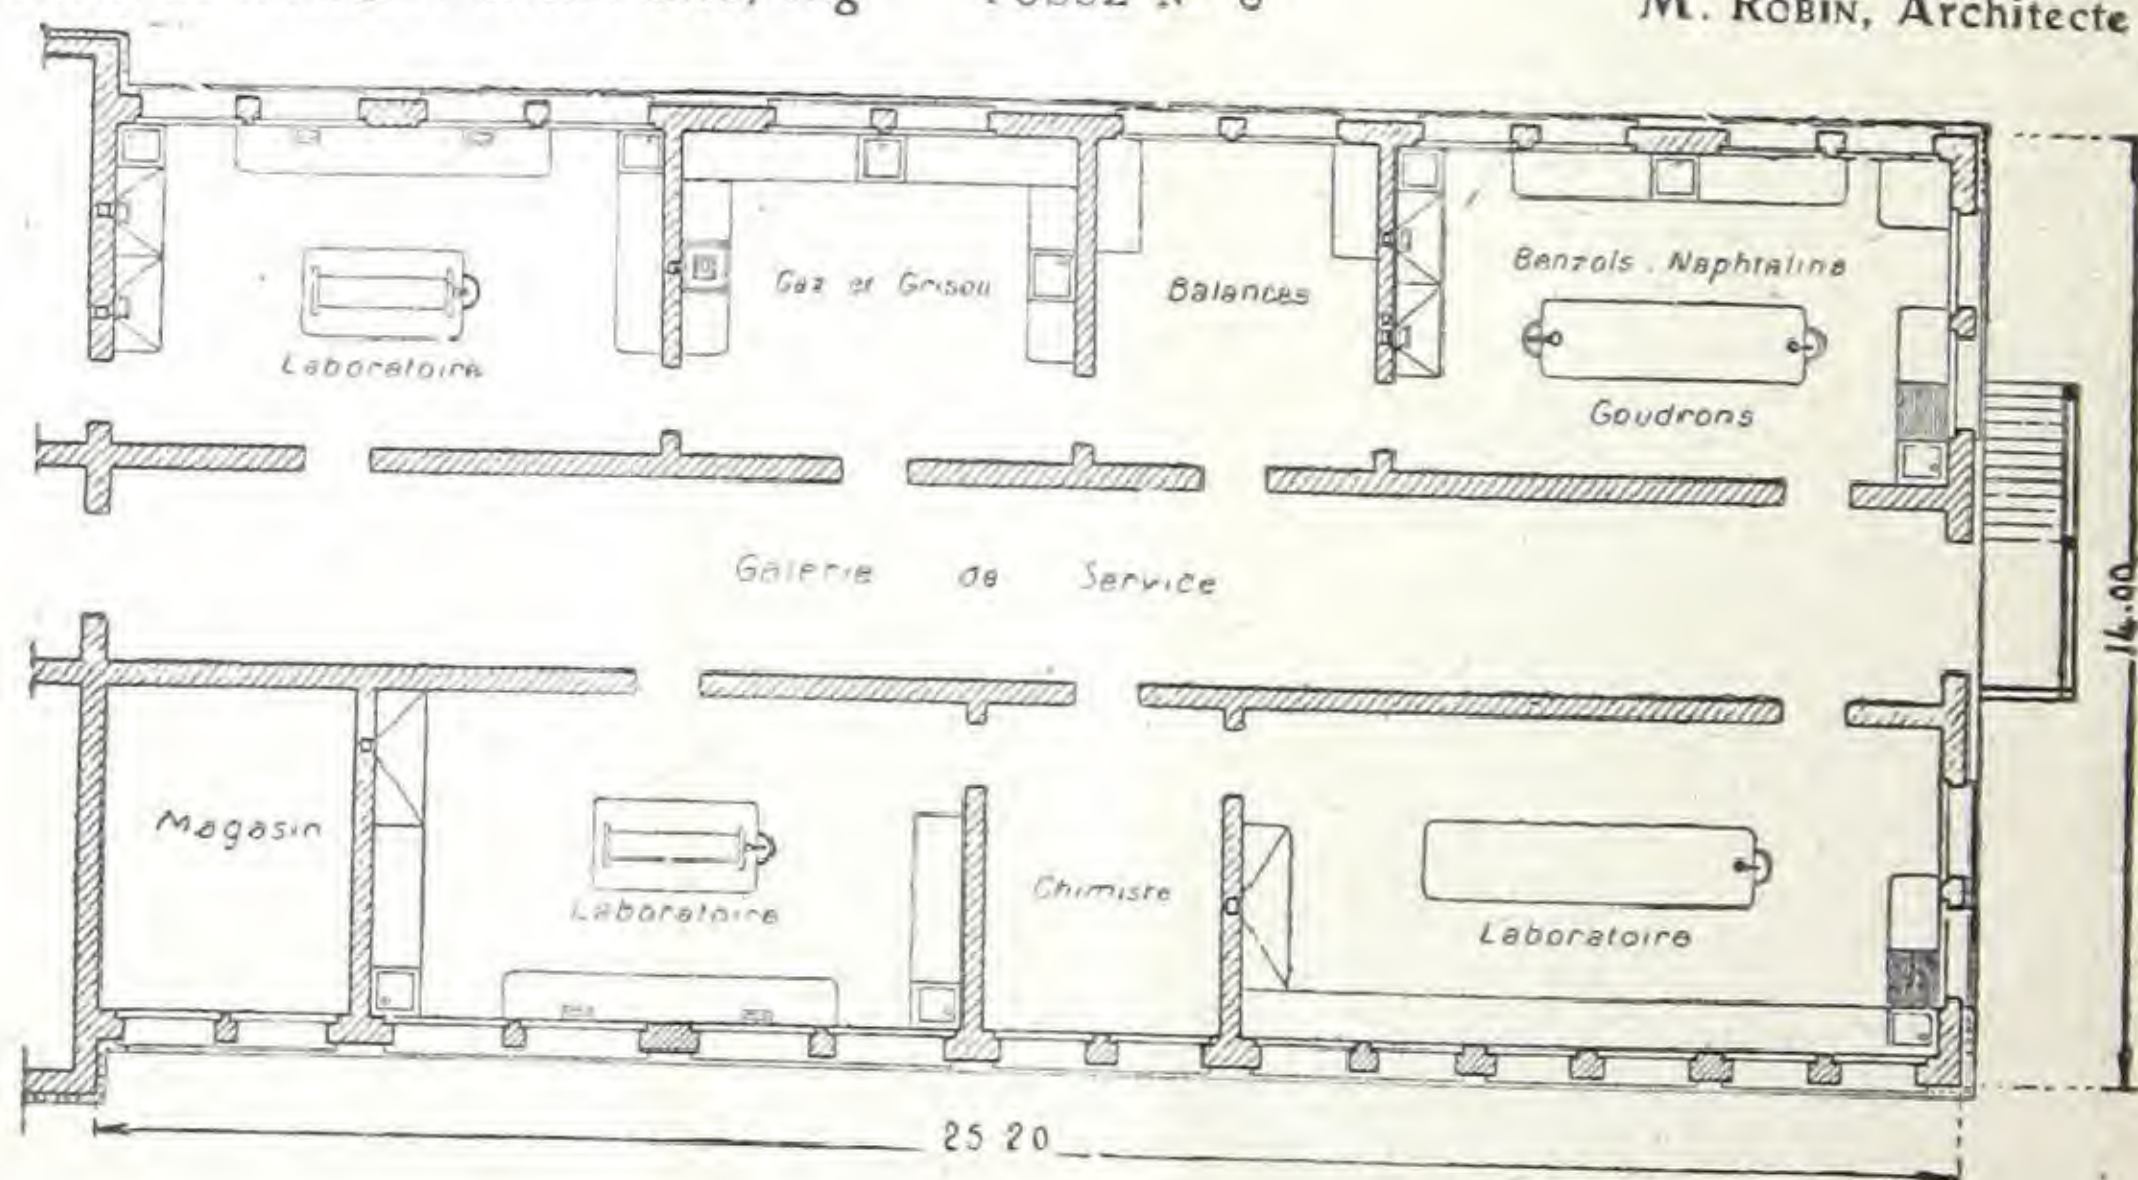 M. ROBIN, Architecte
Laboratoire
Gaz et Grisou
Balances
Benzols . Naphtaline
Goudrons
Galerie de Service
14.00
Magasin
Laboratoire
Chimiste
Laboratoire
25 20